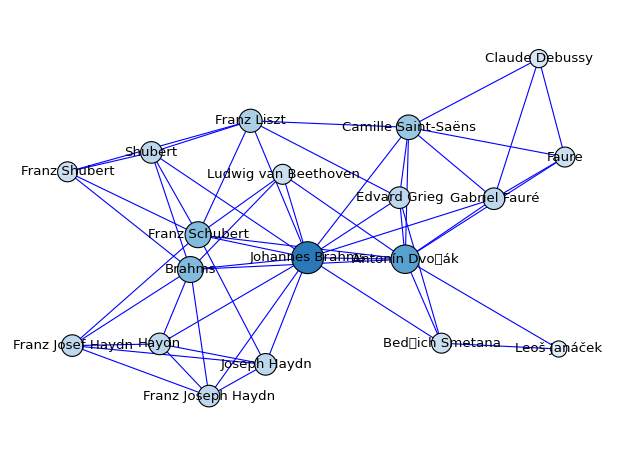 Claude Debussy
Franz Liszt
Camille Saint-Saëns
Shubert
Faure
Franz Shubert
Ludwig van Beethoven
Edvard Grieg
Gabriel Fauré
Franz Schubert
Johannes Brahms
Antonín Dvo▯ák
Brahms
Bed▯ich Smetana
Franz Josef Haydn
Haydn
Leoš Janáček
Joseph Haydn
Franz Joseph Haydn